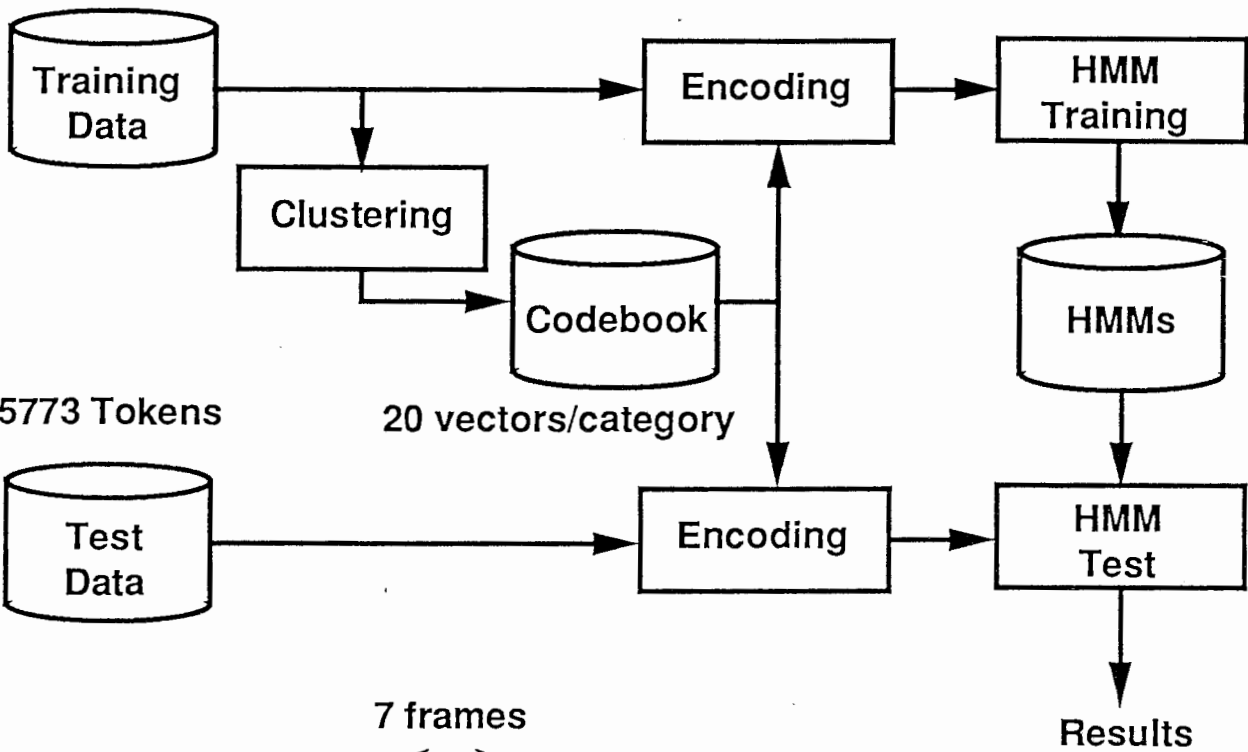 Training
Data
Encoding
HMM
Training
Clustering
Codebook
HMMs
5773 Tokens
20 vectors/category
Test
Data
Encoding
HMM
Test
7 frames
Results